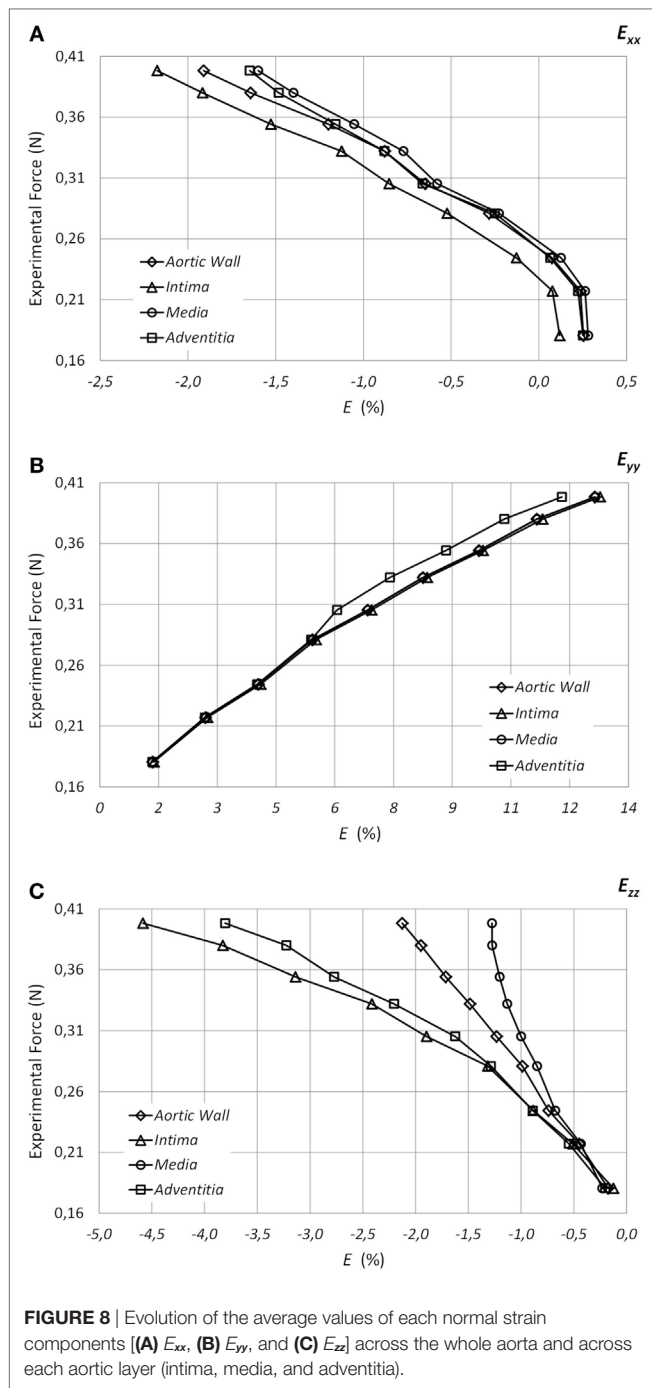 A
E_xx
0,41
0,36
0,31
0,26
0,21
0,16
Experimental Force (N)
Aortic Wall
Intima
Media
Adventitia
-2,5 -2,0 -1,5 -1,0 -0,5 0,0 0,5
E (%)
B
E_yy
0,41
0,36
0,31
0,26
0,21
0,16
Experimental Force (N)
Aortic Wall
Intima
Media
Adventitia
0 2 3 5 6 8 9 11 12 14
E (%)
C
E_zz
0,41
0,36
0,31
0,26
0,21
0,16
Experimental Force (N)
Aortic Wall
Intima
Media
Adventitia
-5,0 -4,5 -4,0 -3,5 -3,0 -2,5 -2,0 -1,5 -1,0 -0,5 0,0
E (%)
FIGURE 8 | Evolution of the average values of each normal strain
components [(A) E_xx, (B) E_yy, and (C) E_zz] across the whole aorta and across
each aortic layer (intima, media, and adventitia).